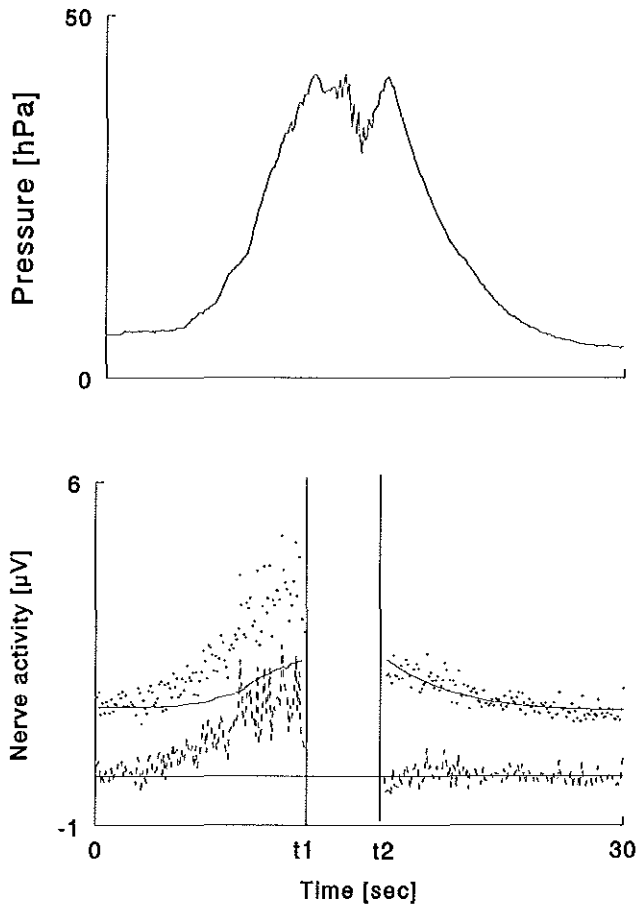 50
Pressure [hPa]
0
6
Nerve activity [µV]
-1
0 t1 t2 30
Time [sec]